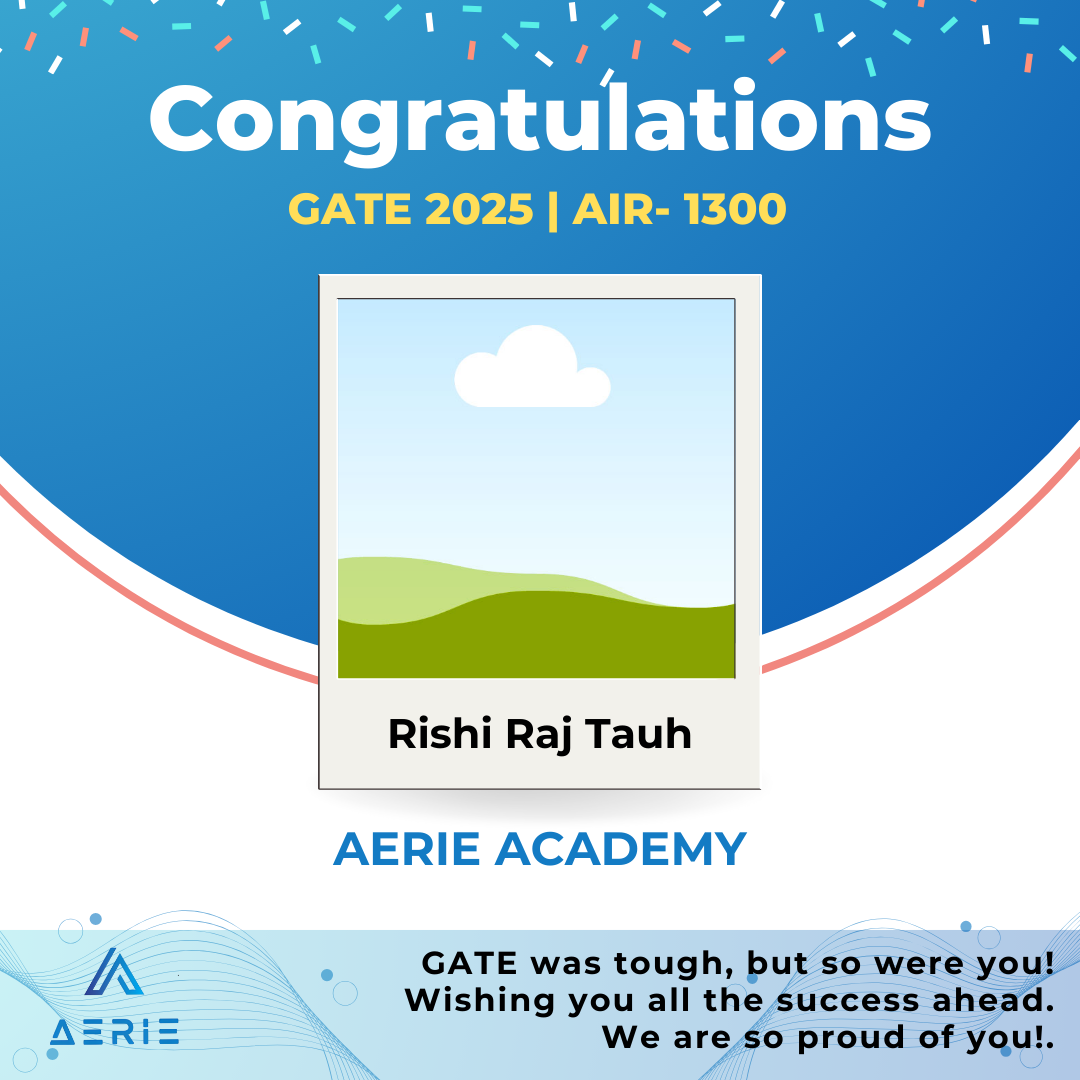 Congratulations
GATE 2025 | AIR- 1300
Rishi Raj Tauh
AERIE ACADEMY
GATE was tough, but so were you!
Wishing you all the success ahead.
We are so proud of you!.
AERIE